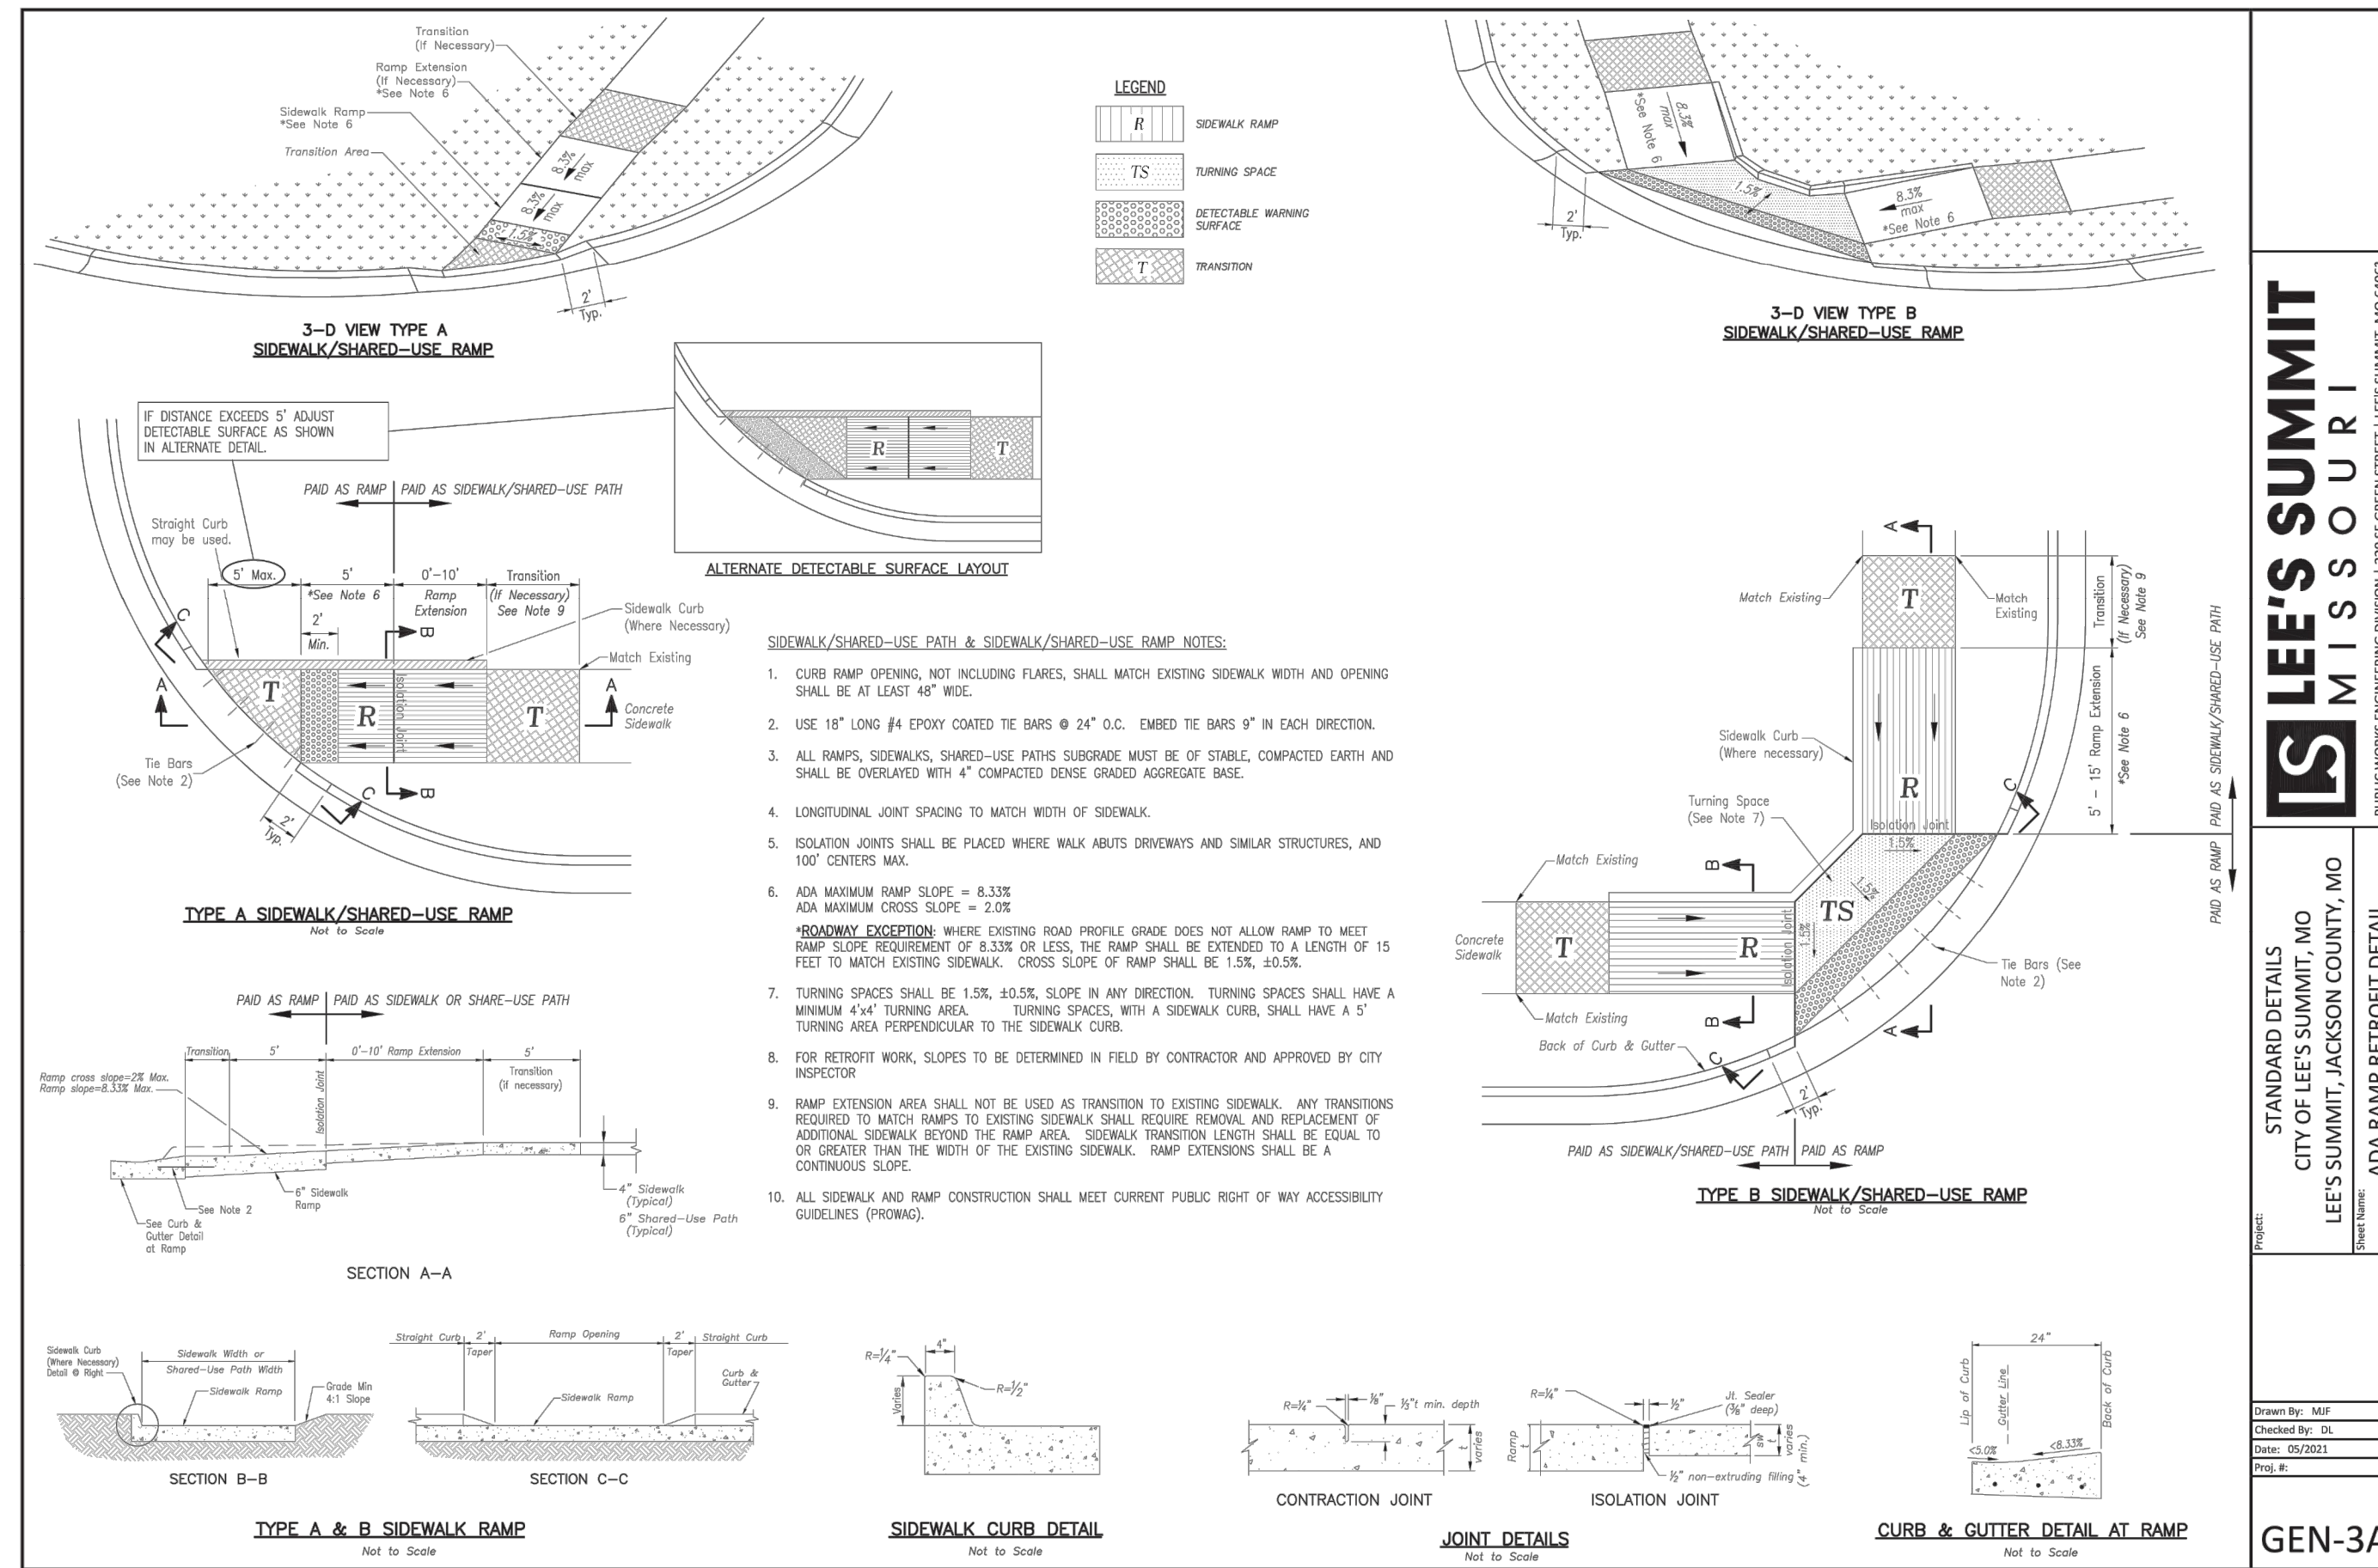 Transition
(If Necessary)
Ramp Extension
(If Necessary)
*See Note 6
Sidewalk Ramp
*See Note 6
Transition Area
8.3%
max
8.3%
max
1.5%
2'
Typ.
3-D VIEW TYPE A
SIDEWALK/SHARED-USE RAMP
LEGEND
R SIDEWALK RAMP
TS TURNING SPACE
DETECTABLE WARNING
SURFACE
T TRANSITION
*See Note 6
8.3%
max
1.5%
8.3%
max
*See Note 6
2'
Typ.
3-D VIEW TYPE B
SIDEWALK/SHARED-USE RAMP
IF DISTANCE EXCEEDS 5' ADJUST
DETECTABLE SURFACE AS SHOWN
IN ALTERNATE DETAIL.
R
T
ALTERNATE DETECTABLE SURFACE LAYOUT
PAID AS RAMP PAID AS SIDEWALK/SHARED-USE PATH
Straight Curb
may be used.
5' Max.
5'
*See Note 6
0'-10'
Ramp
Extension
Transition
(If Necessary)
See Note 9
2'
Min.
Sidewalk Curb
(Where Necessary)
Match Existing
C
B
A
A
T
R
Isolation Joint
T
Concrete
Sidewalk
Tie Bars
(See Note 2)
C
B
2'
Typ.
TYPE A SIDEWALK/SHARED-USE RAMP
Not to Scale
PAID AS RAMP PAID AS SIDEWALK OR SHARE-USE PATH
Transition
5'
0'-10' Ramp Extension
5'
Transition
(if necessary)
Ramp cross slope=2% Max.
Ramp slope=8.33% Max.
Isolation Joint
See Note 2
6" Sidewalk
Ramp
See Curb &
Gutter Detail
at Ramp
4" Sidewalk
(Typical)
6" Shared-Use Path
(Typical)
SECTION A-A
SIDEWALK/SHARED-USE PATH & SIDEWALK/SHARED-USE RAMP NOTES:
1. CURB RAMP OPENING, NOT INCLUDING FLARES, SHALL MATCH EXISTING SIDEWALK WIDTH AND OPENING
SHALL BE AT LEAST 48" WIDE.
2. USE 18" LONG #4 EPOXY COATED TIE BARS @ 24" O.C. EMBED TIE BARS 9" IN EACH DIRECTION.
3. ALL RAMPS, SIDEWALKS, SHARED-USE PATHS SUBGRADE MUST BE OF STABLE, COMPACTED EARTH AND
SHALL BE OVERLAYED WITH 4" COMPACTED DENSE GRADED AGGREGATE BASE.
4. LONGITUDINAL JOINT SPACING TO MATCH WIDTH OF SIDEWALK.
5. ISOLATION JOINTS SHALL BE PLACED WHERE WALK ABUTS DRIVEWAYS AND SIMILAR STRUCTURES, AND
100' CENTERS MAX.
6. ADA MAXIMUM RAMP SLOPE = 8.33%
ADA MAXIMUM CROSS SLOPE = 2.0%
*ROADWAY EXCEPTION: WHERE EXISTING ROAD PROFILE GRADE DOES NOT ALLOW RAMP TO MEET
RAMP SLOPE REQUIREMENT OF 8.33% OR LESS, THE RAMP SHALL BE EXTENDED TO A LENGTH OF 15
FEET TO MATCH EXISTING SIDEWALK. CROSS SLOPE OF RAMP SHALL BE 1.5%, ±0.5%.
7. TURNING SPACES SHALL BE 1.5%, ±0.5%, SLOPE IN ANY DIRECTION. TURNING SPACES SHALL HAVE A
MINIMUM 4'x4' TURNING AREA. TURNING SPACES, WITH A SIDEWALK CURB, SHALL HAVE A 5'
TURNING AREA PERPENDICULAR TO THE SIDEWALK CURB.
8. FOR RETROFIT WORK, SLOPES TO BE DETERMINED IN FIELD BY CONTRACTOR AND APPROVED BY CITY
INSPECTOR
9. RAMP EXTENSION AREA SHALL NOT BE USED AS TRANSITION TO EXISTING SIDEWALK. ANY TRANSITIONS
REQUIRED TO MATCH RAMPS TO EXISTING SIDEWALK SHALL REQUIRE REMOVAL AND REPLACEMENT OF
ADDITIONAL SIDEWALK BEYOND THE RAMP AREA. SIDEWALK TRANSITION LENGTH SHALL BE EQUAL TO
OR GREATER THAN THE WIDTH OF THE EXISTING SIDEWALK. RAMP EXTENSIONS SHALL BE A
CONTINUOUS SLOPE.
10. ALL SIDEWALK AND RAMP CONSTRUCTION SHALL MEET CURRENT PUBLIC RIGHT OF WAY ACCESSIBILITY
GUIDELINES (PROWAG).
A
Match Existing
T
Match
Existing
Transition
(If Necessary)
See Note 9
Sidewalk Curb
(Where necessary)
R
5' - 15' Ramp Extension
*See Note 6
PAID AS SIDEWALK/SHARED-USE PATH
PAID AS RAMP
Turning Space
(See Note 7)
Isolation Joint
C
1.5%
1.5%
1.5%
TS
Match Existing
B
Concrete
Sidewalk
T
R
Isolation Joint
Match Existing
B
Tie Bars (See
Note 2)
A
Back of Curb & Gutter
C
2'
Typ.
PAID AS SIDEWALK/SHARED-USE PATH PAID AS RAMP
TYPE B SIDEWALK/SHARED-USE RAMP
Not to Scale
Sidewalk Curb
(Where Necessary)
Detail @ Right
Sidewalk Width or
Shared-Use Path Width
Sidewalk Ramp
Grade Min
4:1 Slope
SECTION B-B
Straight Curb
2'
Taper
Ramp Opening
2'
Taper
Straight Curb
Sidewalk Ramp
Curb &
Gutter
SECTION C-C
TYPE A & B SIDEWALK RAMP
Not to Scale
4"
R=¼"
R=½"
Varies
SIDEWALK CURB DETAIL
Not to Scale
R=¼"
⅛"
⅓"t min. depth
t
varies
CONTRACTION JOINT
R=¼"
½"
Jt. Sealer
(⅜" deep)
Ramp
t
sw
t
varies
(4" min.)
½" non-extruding filling
ISOLATION JOINT
JOINT DETAILS
Not to Scale
24"
Lip of Curb
Gutter Line
Back of Curb
<5.0%
<8.33%
CURB & GUTTER DETAIL AT RAMP
Not to Scale
LS LEE'S SUMMIT
MISSOURI
Project:
STANDARD DETAILS
CITY OF LEE'S SUMMIT, MO
LEE'S SUMMIT, JACKSON COUNTY, MO
Sheet Name:
ADA RAMP RETROFIT DETAIL
Drawn By: MJF
Checked By: DL
Date: 05/2021
Proj. #:
GEN-3A